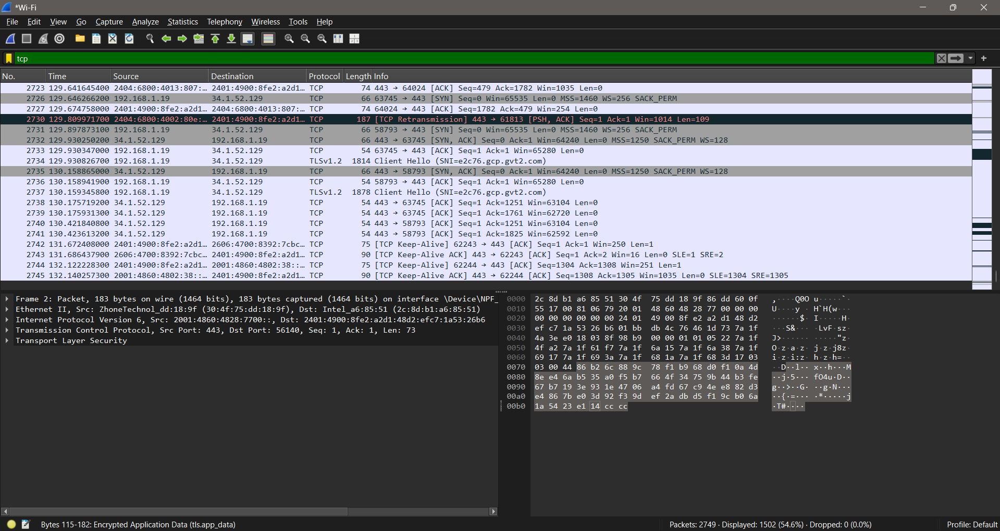 *Wi-Fi
File Edit View Go Capture Analyze Statistics Telephony Wireless Tools Help
tcp
No. Time Source Destination Protocol Length Info
2723 129.641645400 2404:6800:4013:807:… 2401:4900:8fe2:a2d1… TCP 74 443 → 64024 [ACK] Seq=479 Ack=1782 Win=1035 Len=0
2726 129.646266200 192.168.1.19 34.1.52.129 TCP 66 63745 → 443 [SYN] Seq=0 Win=65535 Len=0 MSS=1460 WS=256 SACK_PERM
2727 129.674758000 2401:4900:8fe2:a2d1… 2404:6800:4013:807:… TCP 74 64024 → 443 [ACK] Seq=1782 Ack=479 Win=254 Len=0
2730 129.809971700 2404:6800:4002:80e:… 2401:4900:8fe2:a2d1… TCP 187 [TCP Retransmission] 443 → 61813 [PSH, ACK] Seq=1 Ack=1 Win=1014 Len=109
2731 129.897873100 192.168.1.19 34.1.52.129 TCP 66 58793 → 443 [SYN] Seq=0 Win=65535 Len=0 MSS=1460 WS=256 SACK_PERM
2732 129.930250200 34.1.52.129 192.168.1.19 TCP 66 443 → 63745 [SYN, ACK] Seq=0 Ack=1 Win=64240 Len=0 MSS=1250 SACK_PERM WS=128
2733 129.930347000 192.168.1.19 34.1.52.129 TCP 54 63745 → 443 [ACK] Seq=1 Ack=1 Win=65280 Len=0
2734 129.930826700 192.168.1.19 34.1.52.129 TLSv1.2 1814 Client Hello (SNI=e2c76.gcp.gvt2.com)
2735 130.158865000 34.1.52.129 192.168.1.19 TCP 66 443 → 58793 [SYN, ACK] Seq=0 Ack=1 Win=64240 Len=0 MSS=1250 SACK_PERM WS=128
2736 130.158941900 192.168.1.19 34.1.52.129 TCP 54 58793 → 443 [ACK] Seq=1 Ack=1 Win=65280 Len=0
2737 130.159345800 192.168.1.19 34.1.52.129 TLSv1.2 1878 Client Hello (SNI=e2c76.gcp.gvt2.com)
2738 130.175719200 34.1.52.129 192.168.1.19 TCP 54 443 → 63745 [ACK] Seq=1 Ack=1251 Win=63104 Len=0
2739 130.175931300 34.1.52.129 192.168.1.19 TCP 54 443 → 63745 [ACK] Seq=1 Ack=1761 Win=62720 Len=0
2740 130.421840800 34.1.52.129 192.168.1.19 TCP 54 443 → 58793 [ACK] Seq=1 Ack=1251 Win=63104 Len=0
2741 130.423613200 34.1.52.129 192.168.1.19 TCP 54 443 → 58793 [ACK] Seq=1 Ack=1825 Win=62592 Len=0
2742 131.672408000 2401:4900:8fe2:a2d1… 2606:4700:8392:7cbc… TCP 75 [TCP Keep-Alive] 62243 → 443 [ACK] Seq=1 Ack=1 Win=250 Len=1
2743 131.686437900 2606:4700:8392:7cbc… 2401:4900:8fe2:a2d1… TCP 90 [TCP Keep-Alive ACK] 443 → 62243 [ACK] Seq=1 Ack=2 Win=16 Len=0 SLE=1 SRE=2
2744 132.122228300 2401:4900:8fe2:a2d1… 2001:4860:4802:38::… TCP 75 [TCP Keep-Alive] 62244 → 443 [ACK] Seq=1304 Ack=1308 Win=251 Len=1
2745 132.140257300 2001:4860:4802:38::… 2401:4900:8fe2:a2d1… TCP 90 [TCP Keep-Alive ACK] 443 → 62244 [ACK] Seq=1308 Ack=1305 Win=1035 Len=0 SLE=1304 SRE=1305
Frame 2: Packet, 183 bytes on wire (1464 bits), 183 bytes captured (1464 bits) on interface \Device\NPF_
Ethernet II, Src: ZhoneTechnol_dd:18:9f (30:4f:75:dd:18:9f), Dst: Intel_a6:85:51 (2c:8d:b1:a6:85:51)
Internet Protocol Version 6, Src: 2001:4860:4828:7700::, Dst: 2401:4900:8fe2:a2d1:48d2:efc7:1a53:26b6
Transmission Control Protocol, Src Port: 443, Dst Port: 56140, Seq: 1, Ack: 1, Len: 73
Transport Layer Security
0000 2c 8d b1 a6 85 51 30 4f 75 dd 18 9f 86 dd 60 0f ,····Q0O u·····`·
0010 55 17 00 81 06 79 20 01 48 60 48 28 77 00 00 00 U····y · H`H(w···
0020 00 00 00 00 00 00 24 01 49 00 8f e2 a2 d1 48 d2 ······$· I·····H·
0030 ef c7 1a 53 26 b6 01 bb db 4c 76 46 1d 73 7a 1f ···S&··· ·LvF·sz·
0040 4a 3e e0 18 03 8f 98 b9 00 00 01 01 05 22 7a 1f J>······ ·····"z·
0050 4f a2 7a 1f 61 f7 7a 1f 6a 15 7a 1f 6a 38 7a 1f O·z·a·z· j·z·j8z·
0060 69 17 7a 1f 69 3a 7a 1f 68 1a 7a 1f 68 3d 17 03 i·z·i:z· h·z·h=··
0070 03 00 44 86 b2 6c 88 9c 78 f1 b9 68 d0 f1 0a 4d ··D··l·· x··h···M
0080 8e e4 6a b5 35 a0 f5 b7 66 4f 34 75 9b 44 b3 fe ··j·5··· fO4u·D··
0090 67 b7 19 3e 93 1e 47 06 a4 fd 67 c9 4e e8 82 d3 g··>··G· ··g·N···
00a0 e4 86 7b e0 3d 92 f3 9d ef 2a db d5 f1 9c b0 6a ··{·=··· ·*·····j
00b0 1a 54 23 e1 14 cc cc ·T#····
Bytes 115-182: Encrypted Application Data (tls.app_data)
Packets: 2749 · Displayed: 1502 (54.6%) · Dropped: 0 (0.0%)
Profile: Default